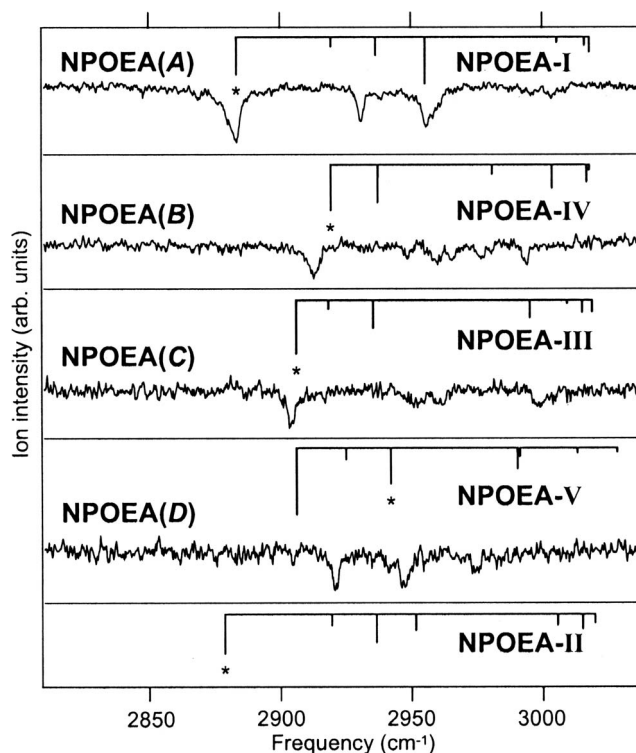 NPOEA(A) NPOEA-I
*
NPOEA(B) NPOEA-IV
*
NPOEA(C) NPOEA-III
*
NPOEA(D) NPOEA-V
*
NPOEA-II
*
2850 2900 2950 3000
Frequency (cm-1)
Ion intensity (arb. units)